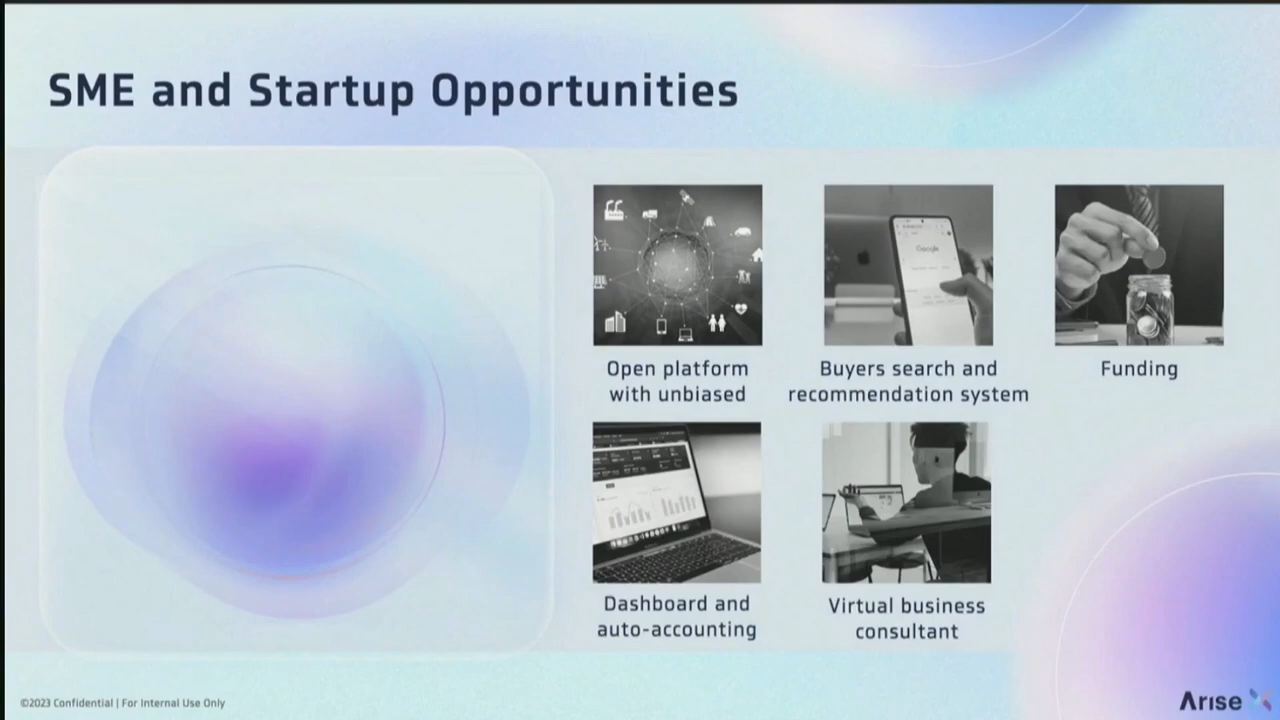 SME and Startup Opportunities
Google
Open platform
with unbiased
Buyers search and
recommendation system
Funding
Dashboard and
auto-accounting
Virtual business
consultant
©2023 Confidential | For Internal Use Only
Arise